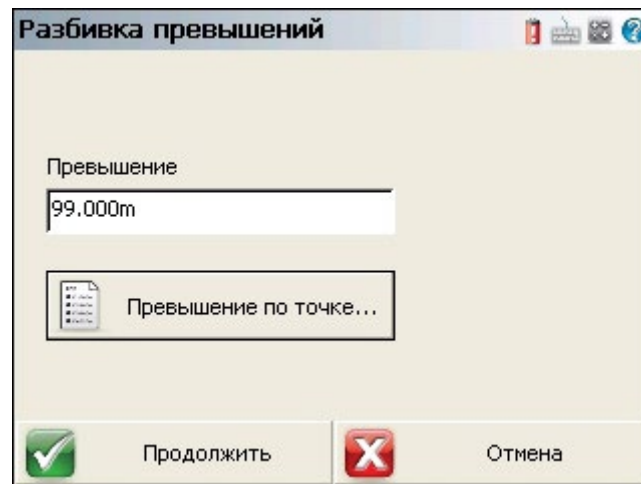 Разбивка превышений
Превышение
99.000m
Превышение по точке...
Продолжить
Отмена